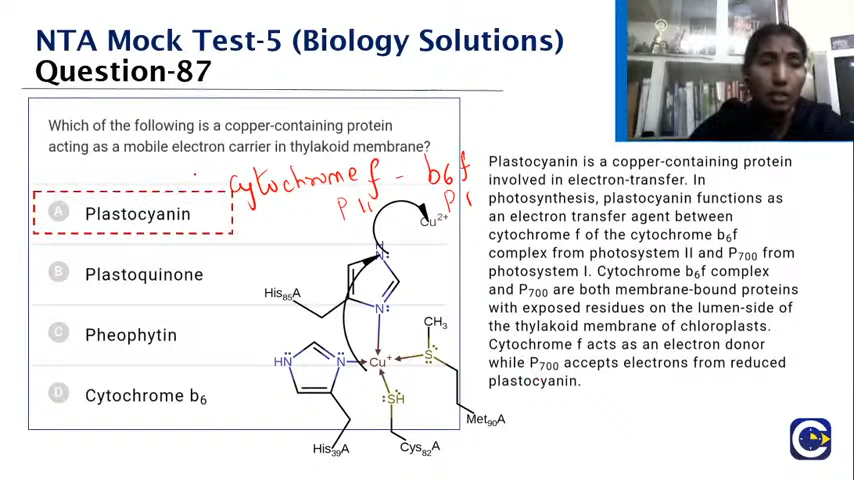 NTA Mock Test-5 (Biology Solutions)
Question-87
Which of the following is a copper-containing protein
acting as a mobile electron carrier in thylakoid membrane?
cytochrome f - b6f
P II P I
A Plastocyanin
B Plastoquinone
C Pheophytin
D Cytochrome b6
Cu2+
N
His85A
N:
CH3
HN
N
Cu+
:S
:SH
Met90A
His39A
Cys82A
Plastocyanin is a copper-containing protein
involved in electron-transfer. In
photosynthesis, plastocyanin functions as
an electron transfer agent between
cytochrome f of the cytochrome b6f
complex from photosystem II and P700 from
photosystem I. Cytochrome b6f complex
and P700 are both membrane-bound proteins
with exposed residues on the lumen-side of
the thylakoid membrane of chloroplasts.
Cytochrome f acts as an electron donor
while P700 accepts electrons from reduced
plastocyanin.